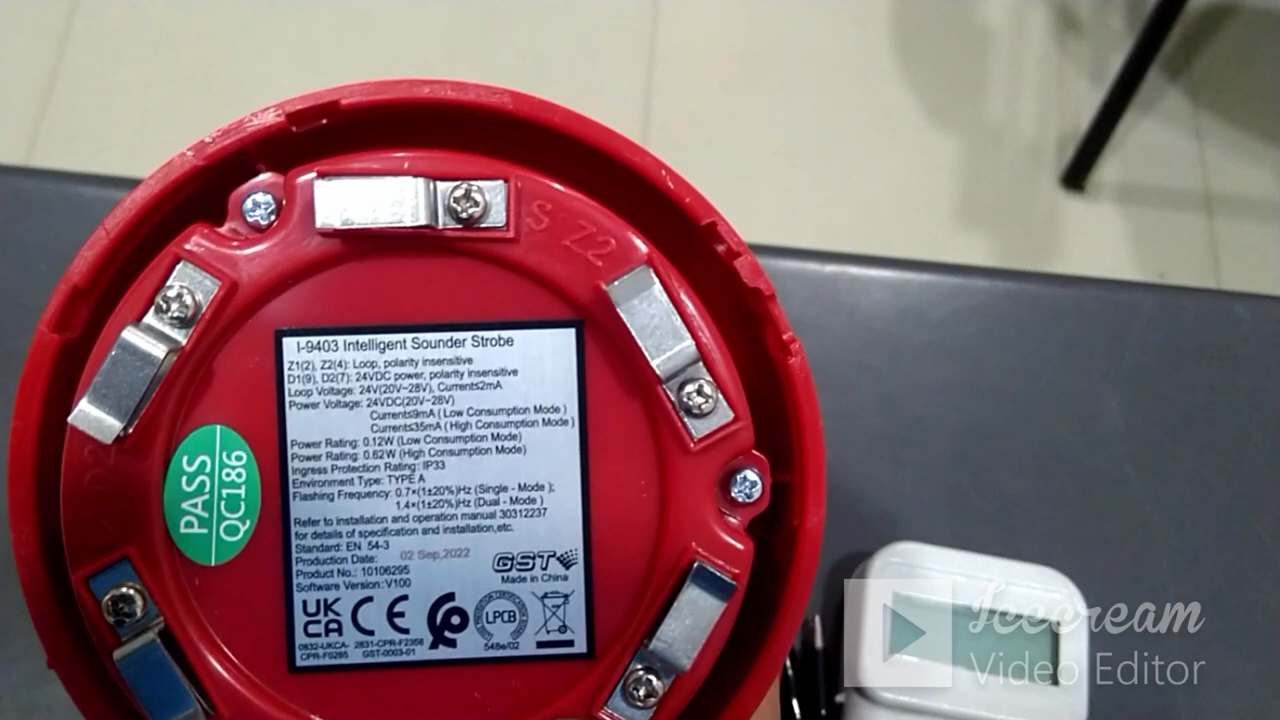 S Z2
I-9403 Intelligent Sounder Strobe
Z1(2), Z2(4): Loop, polarity insensitive
D1(9), D2(7): 24VDC power, polarity insensitive
Loop Voltage: 24V(20V~28V), Current≤2mA
Power Voltage: 24VDC(20V~28V)
Current≤9mA ( Low Consumption Mode )
Current≤35mA ( High Consumption Mode )
Power Rating: 0.12W (Low Consumption Mode)
Power Rating: 0.62W (High Consumption Mode)
Ingress Protection Rating: IP33
Environment Type: TYPE A
Flashing Frequency: 0.7×(1±20%)Hz (Single - Mode );
1.4×(1±20%)Hz (Dual - Mode )
Refer to installation and operation manual 30312237
for details of specification and installation,etc.
Standard: EN 54-3
Production Date: 02 Sep,2022
Product No.: 10106295
Software Version: V100
GST
Made in China
UK
CA
CE
LPCB
0832-UKCA-
CPR-F0285
2831-CPR-F2358
GST-0003-01
548e/02
PASS
QC186
Icecream
Video Editor